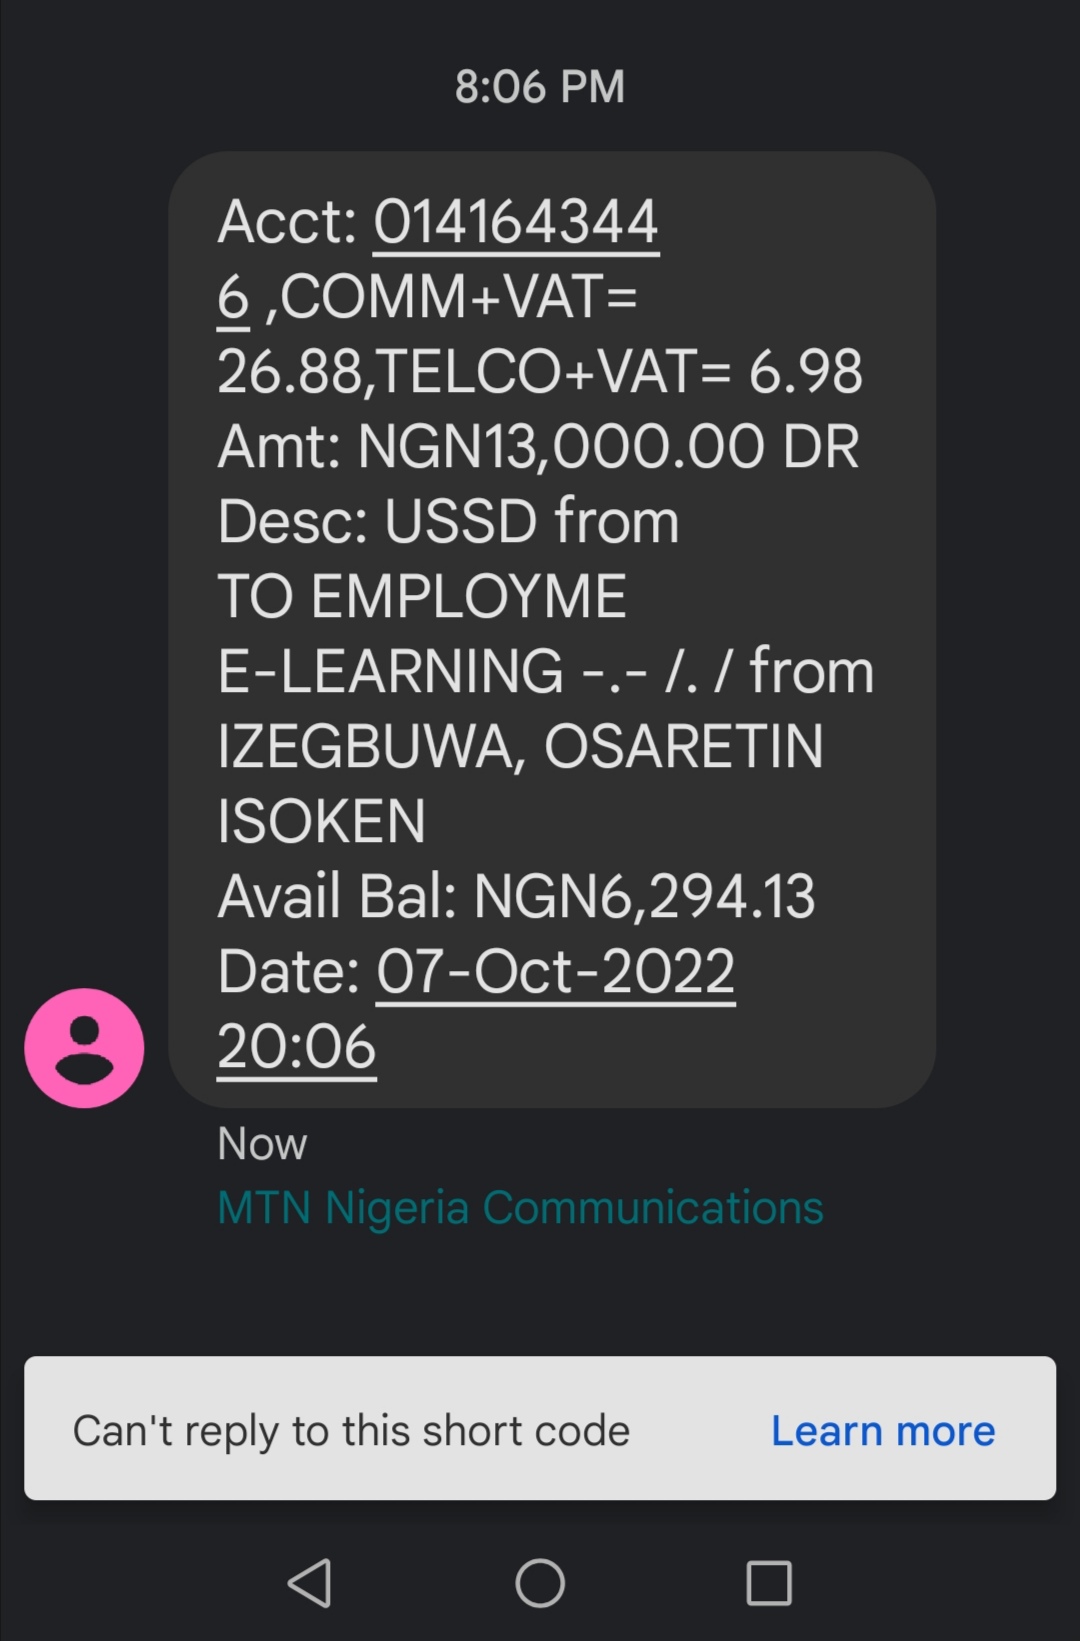 8:06 PM
Acct: 014164344
6 ,COMM+VAT=
26.88,TELCO+VAT= 6.98
Amt: NGN13,000.00 DR
Desc: USSD from
TO EMPLOYME
E-LEARNING -.- /. / from
IZEGBUWA, OSARETIN
ISOKEN
Avail Bal: NGN6,294.13
Date: 07-Oct-2022
20:06
Now
MTN Nigeria Communications
Can't reply to this short code Learn more